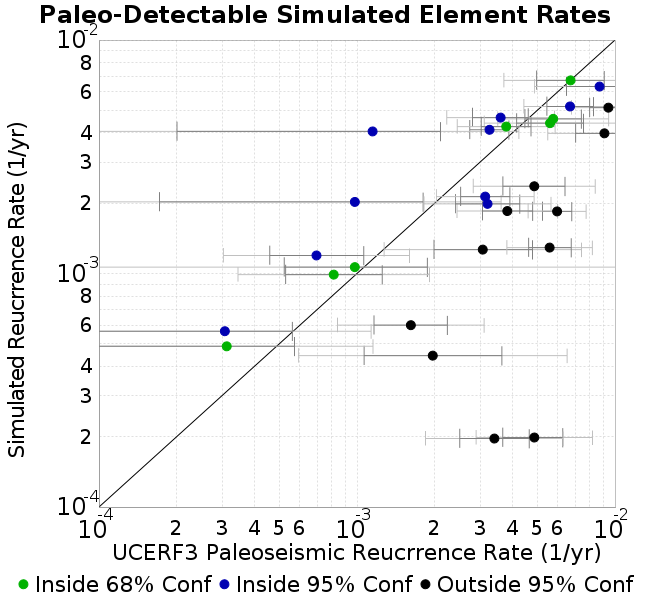 Paleo-Detectable Simulated Element Rates
10-2
8
6
4
3
2
10-3
8
6
4
3
2
10-4
Simulated Reucrrence Rate (1/yr)
10-4 2 3 4 5 6 10-3 2 3 4 5 6 10-2
UCERF3 Paleoseismic Reucrrence Rate (1/yr)
Inside 68% Conf Inside 95% Conf Outside 95% Conf